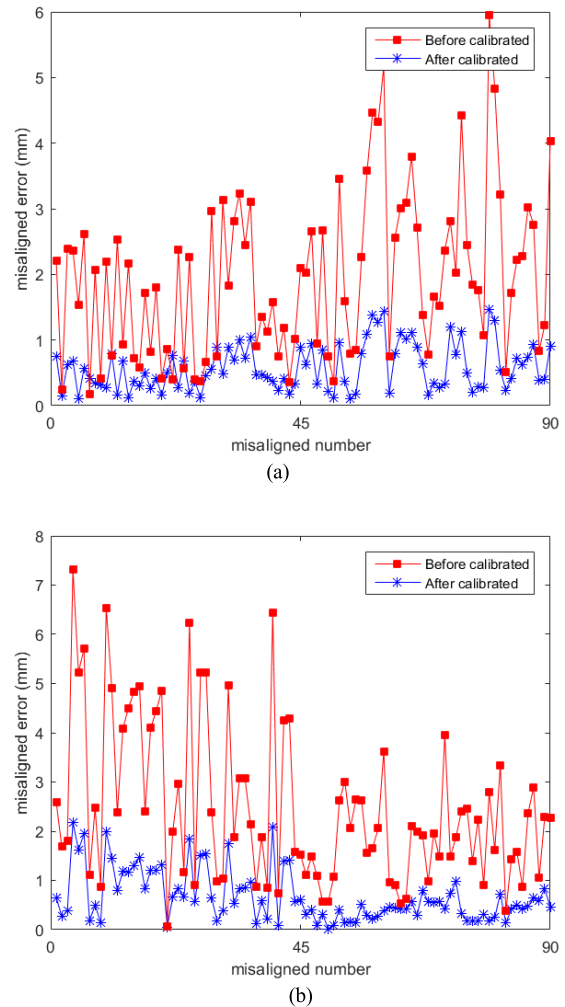 6
5
4
3
2
1
0
misaligned error (mm)
Before calibrated
After calibrated
0
45
90
misaligned number
(a)
8
7
6
5
4
3
2
1
0
misaligned error (mm)
Before calibrated
After calibrated
0
45
90
misaligned number
(b)